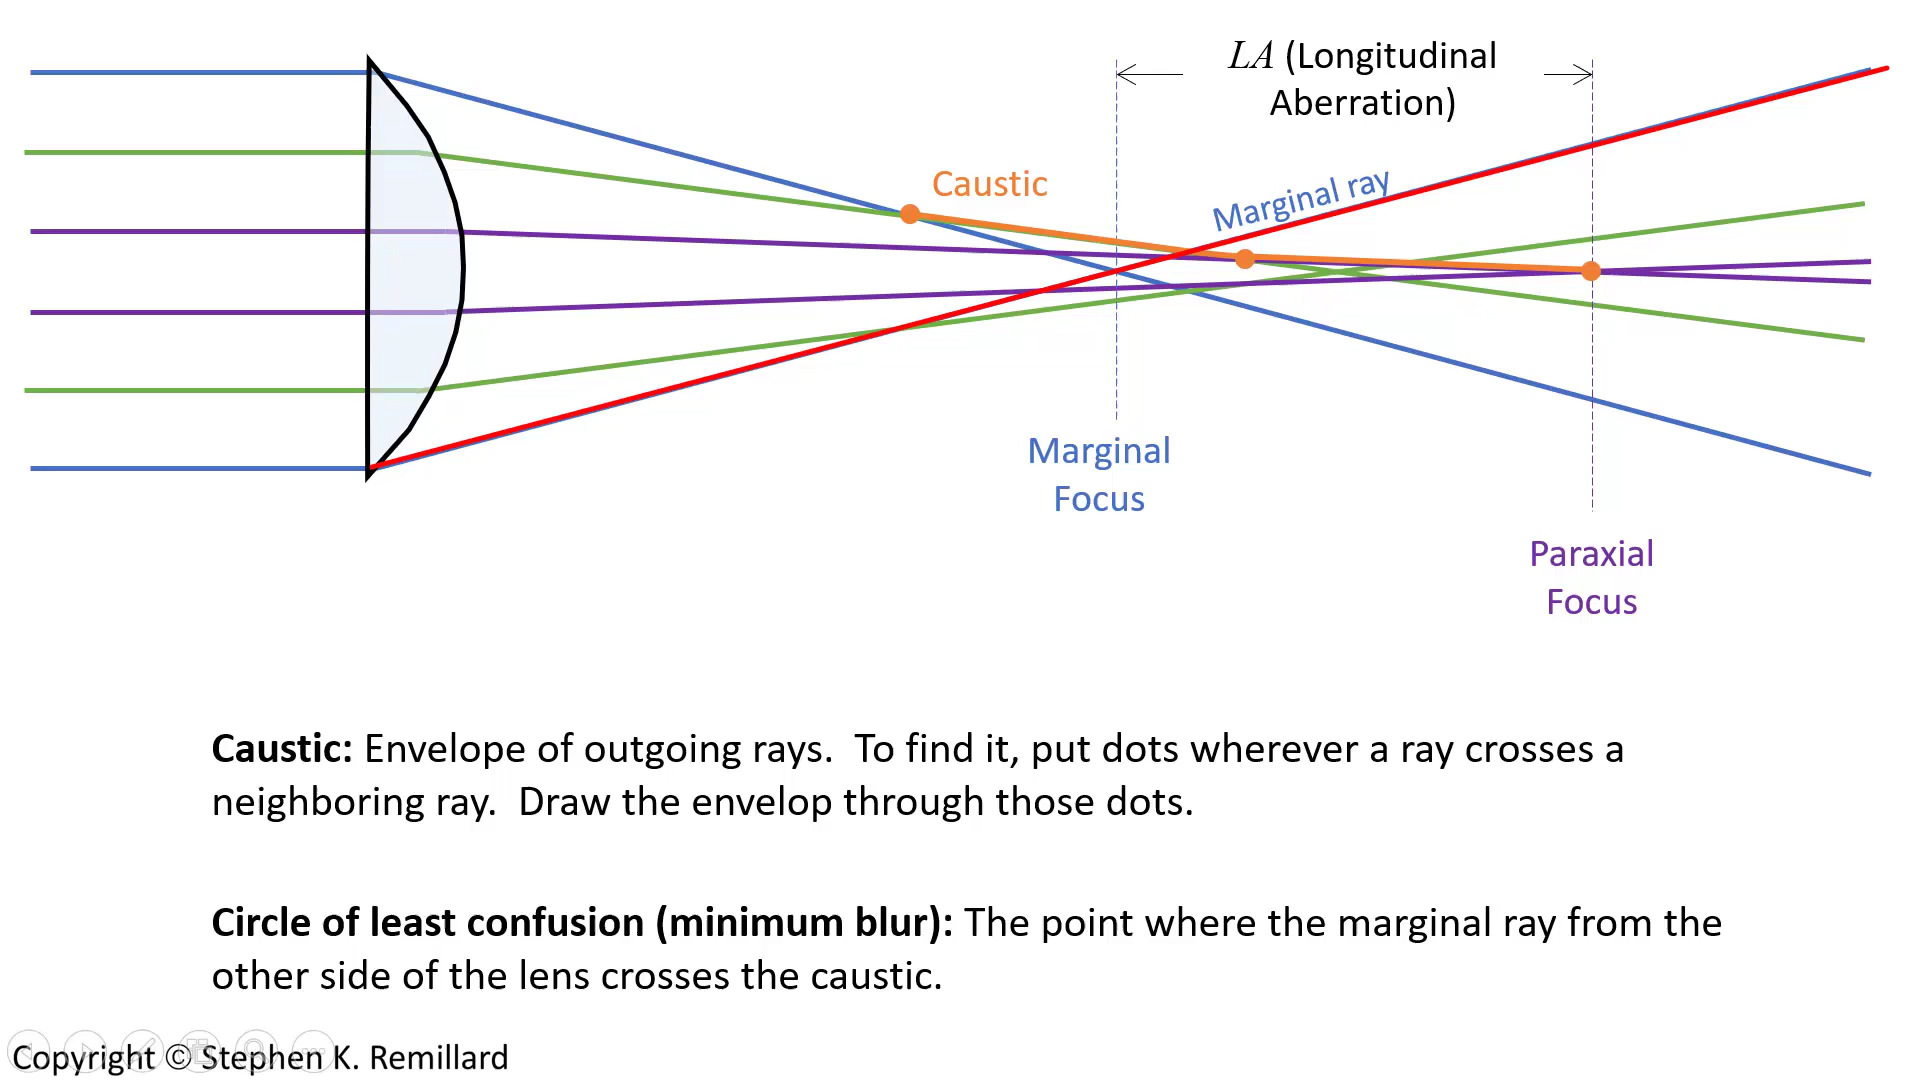 LA (Longitudinal
Aberration)
Caustic
Marginal ray
Marginal
Focus
Paraxial
Focus
Caustic: Envelope of outgoing rays.  To find it, put dots wherever a ray crosses a
neighboring ray.  Draw the envelop through those dots.
Circle of least confusion (minimum blur): The point where the marginal ray from the
other side of the lens crosses the caustic.
Copyright © Stephen K. Remillard